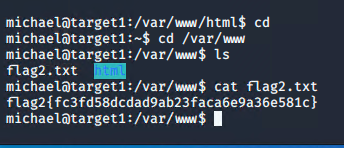 michael@target1:/var/www/html$ cd
michael@target1:~$ cd /var/www
michael@target1:/var/www$ ls
flag2.txt  html
michael@target1:/var/www$ cat flag2.txt
flag2{fc3fd58dcdad9ab23faca6e9a36e581c}
michael@target1:/var/www$